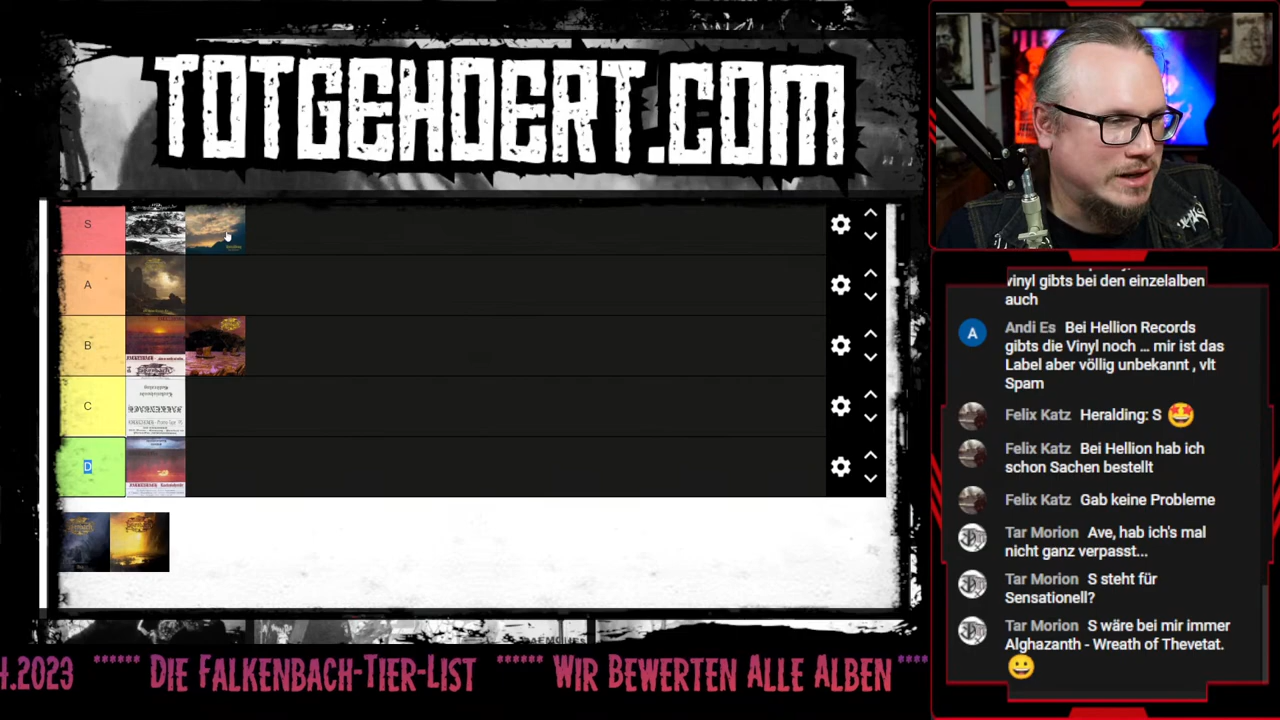 TOTGEHOERT.COM
S
A
B
C
D
vinyl gibts bei den einzelalben
auch
A
Andi Es Bei Hellion Records
gibts die Vinyl noch ... mir ist das
Label aber völlig unbekannt , vlt
Spam
Felix Katz Heralding: S 🤩
Felix Katz Bei Hellion hab ich
schon Sachen bestellt
Felix Katz Gab keine Probleme
Tar Morion Ave, hab ich's mal
nicht ganz verpasst...
Tar Morion S steht für
Sensationell?
Tar Morion S wäre bei mir immer
Alghazanth - Wreath of Thevetat.
😀
4.2023 ****** Die Falkenbach-Tier-List ****** Wir Bewerten Alle Alben ****